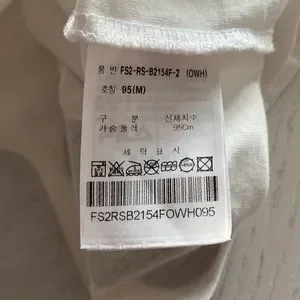 품 번 FS2-RS-B2154F-2 (OWH)
호칭 95(M)
구 분 신체치수
가슴둘레 95Cm
세 탁 표 시
FS2RSB2154FOWH095